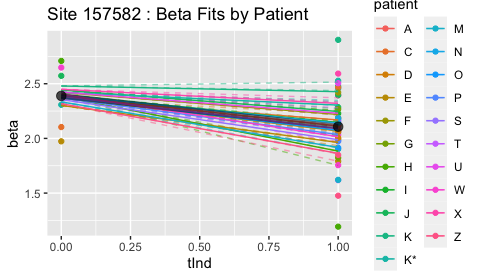 Site 157582 : Beta Fits by Patient
beta
2.5
2.0
1.5
0.00
0.25
0.50
0.75
1.00
tInd
patient
A
C
D
E
F
G
H
I
J
K
K*
M
N
O
P
S
T
U
W
X
Z